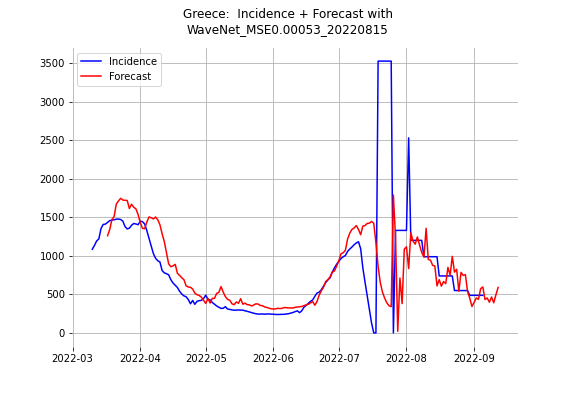 Greece:  Incidence + Forecast with
WaveNet_MSE0.00053_20220815
Incidence
Forecast
3500
3000
2500
2000
1500
1000
500
0
2022-03 2022-04 2022-05 2022-06 2022-07 2022-08 2022-09